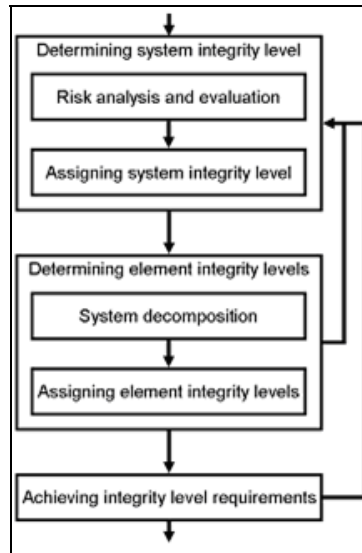 Determining system integrity level
Risk analysis and evaluation
Assigning system integrity level
Determining element integrity levels
System decomposition
Assigning element integrity levels
Achieving integrity level requirements